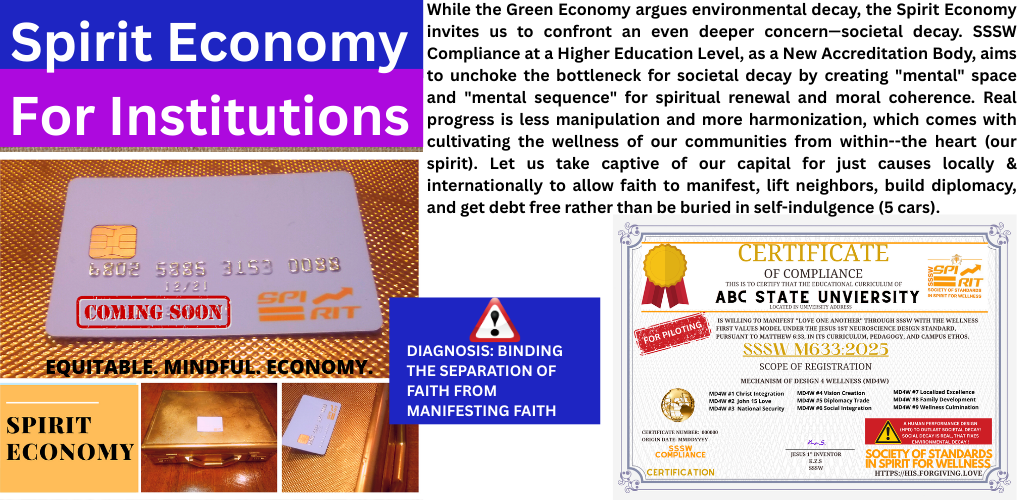 Spirit Economy
For Institutions
While the Green Economy argues environmental decay, the Spirit Economy
invites us to confront an even deeper concern—societal decay. SSSW
Compliance at a Higher Education Level, as a New Accreditation Body, aims
to unchoke the bottleneck for societal decay by creating "mental" space
and "mental sequence" for spiritual renewal and moral coherence. Real
progress is less manipulation and more harmonization, which comes with
cultivating the wellness of our communities from within--the heart (our
spirit). Let us take captive of our capital for just causes locally &
internationally to allow faith to manifest, lift neighbors, build diplomacy,
and get debt free rather than be buried in self-indulgence (5 cars).
12/21
COMING SOON
SPI
RIT
EQUITABLE. MINDFUL. ECONOMY.
SPIRIT
ECONOMY
DIAGNOSIS: BINDING
THE SEPARATION OF
FAITH FROM
MANIFESTING FAITH
CERTIFICATE
OF COMPLIANCE
THIS IS TO CERTIFY THAT THE EDUCATIONAL CURRICULUM OF
ABC STATE UNVIERSITY
LOCATED IN UNIVERSITY ADDRESS
SSSW
SPI
RIT
SOCIETY OF STANDARDS
IN SPIRIT FOR WELLNESS
FOR PILOTING
IS WILLING TO MANIFEST "LOVE ONE ANOTHER" THROUGH SSSW WITH THE WELLNESS
FIRST VALUES MODEL UNDER THE JESUS 1ST NEUROSCIENCE DESIGN STANDARD.
PURSUANT TO MATTHEW 6:33, IN ITS CURRICULUM, PEDAGOGY, AND CAMPUS ETHOS.
SSSW M633:2025
SCOPE OF REGISTRATION
MECHANISM OF DESIGN 4 WELLNESS (MD4W)
MD4W #1 Christ Integration
MD4W #2 John 15 Love
MD4W #3 National Security
MD4W #4 Vision Creation
MD4W #5 Diplomacy Trade
MD4W #6 Social Integration
MD4W #7 Localized Excellence
MD4W #8 Family Development
MD4W #9 Wellness Culmination
CERTIFICATE NUMBER: 000000
ORIGIN DATE MMDDYYYY
SSSW
COMPLIANCE
CERTIFICATION
JESUS 1st INVENTOR
E.Z.S
SSSW
A HUMAN PERFORMANCE DESIGN
(HPD) TO OUTLAST SOCIETAL DECAY!
SOCIAL DECAY IS REAL, THAT FIXES
ENVIRONMENTAL DECAY!
SOCIETY OF STANDARDS
IN SPIRIT FOR WELLNESS
HTTPS://HIS.FORGIVING.LOVE